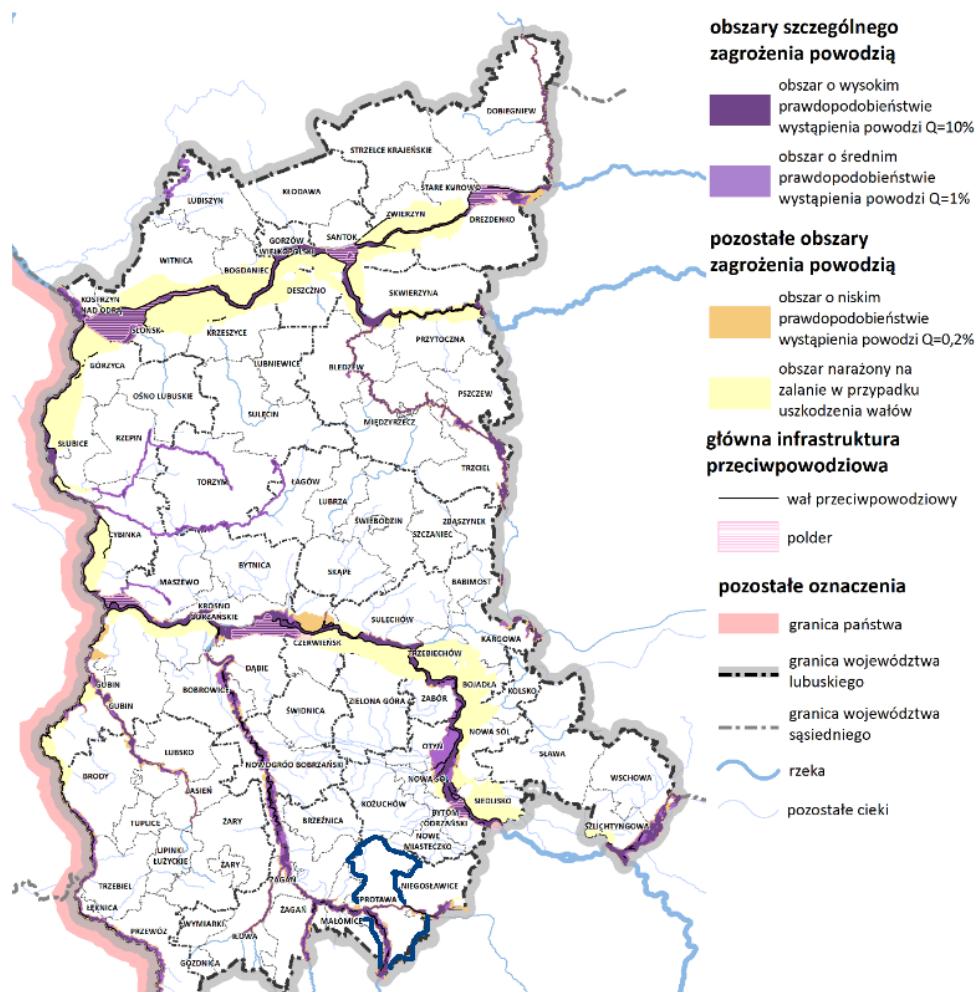 DOBIEGNIEW
STRZELCE KRAJEŃSKIE
STARE KUROWO
KŁODAWA
LUBISZYN
ZWIERZYN
DREZDENKO
SANTOK
GORZÓW
WIELKOPOLSKI
WITNICA
BOGDANIEC
DESZCZNO
SKWIERZYNA
KOSTRZYN
NAD ODRĄ
SŁOŃSK
KRZESZYCE
PRZYTOCZNA
LUBNIEWICE
BLEDZEW
GÓRZYCA
PSZCZEW
OŚNO LUBUSKIE
SULĘCIN
MIĘDZYRZECZ
SŁUBICE
RZEPIN
TRZCIEL
TORZYM
ŁAGÓW
LUBRZA
ŚWIEBODZIN
ZBĄSZYNEK
SZCZANIEC
CYBINKA
BYTNICA
SKĄPE
MASZEWO
BABIMOST
KROSNO
ODRZAŃSKIE
SULECHÓW
KARGOWA
CZERWIEŃSK
TRZEBIECHÓW
DĄBIE
BOJADŁA
GUBIN
GUBIN
BOBROWICE
ZABÓR
KOLSKO
ŚWIDNICA
ZIELONA GÓRA
NOWA SÓL
OTYŃ
SŁAWA
LUBSKO
NOWOGRÓD BOBRZAŃSKI
BRODY
NOWA SÓL
WSCHOWA
JASIEŃ
SIEDLISKO
KOŻUCHÓW
BYTOM
ODRZAŃSKI
TUPLICE
ŻARY
BRZEŹNICA
SZLICHTYNGOWA
NOWE
MIASTECZKO
LIPINKI
ŁUŻYCKIE
ŻARY
ŻAGAŃ
TRZEBIEL
NIEGOSŁAWICE
SPROTAWA
ŁĘKNICA
ŻAGAŃ
MAŁOMICE
PRZEWÓZ
WYMIARKI
IŁOWA
GOZDNICA
obszary szczególnego
zagrożenia powodzią
obszar o wysokim
prawdopodobieństwie
wystąpienia powodzi Q=10%
obszar o średnim
prawdopodobieństwie
wystąpienia powodzi Q=1%
pozostałe obszary
zagrożenia powodzią
obszar o niskim
prawdopodobieństwie
wystąpienia powodzi Q=0,2%
obszar narażony na
zalanie w przypadku
uszkodzenia wałów
główna infrastruktura
przeciwpowodziowa
wał przeciwpowodziowy
polder
pozostałe oznaczenia
granica państwa
granica województwa
lubuskiego
granica województwa
sąsiedniego
rzeka
pozostałe cieki